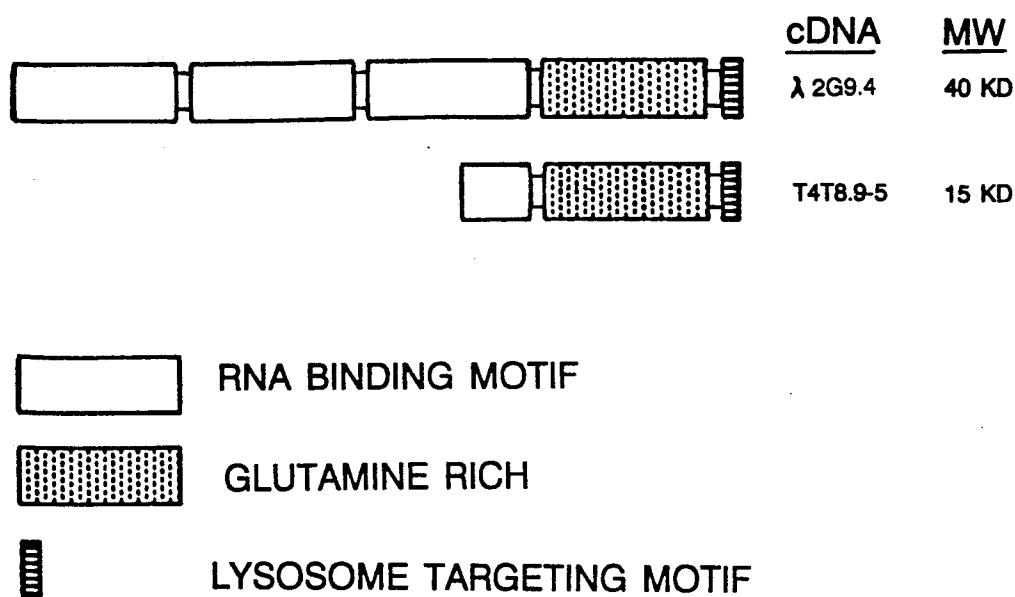 cDNA MW
λ 2G9.4 40 KD
T4T8.9-5 15 KD
RNA BINDING MOTIF
GLUTAMINE RICH
LYSOSOME TARGETING MOTIF